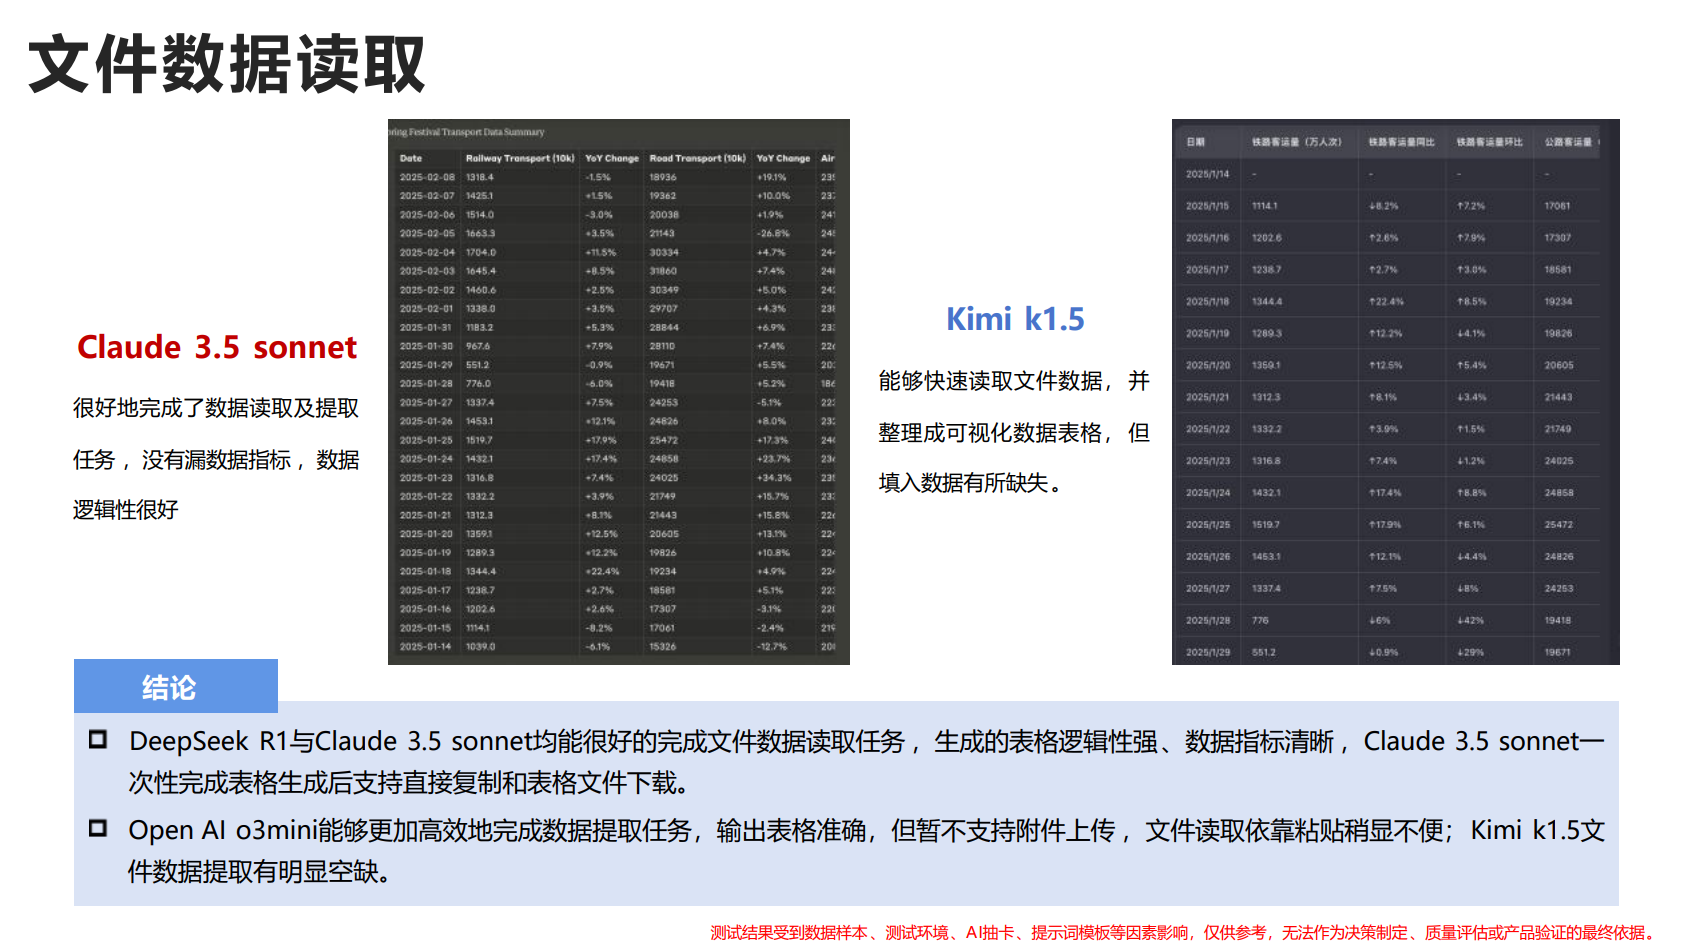 文件数据读取
Claude 3.5 sonnet
很好地完成了数据读取及提取
任务，没有漏数据指标，数据
逻辑性很好
ring Festival Transport Data Summary
Date Railway Transport (10k) YoY Change Road Transport (10k) YoY Change Air
2025-02-08 1318.4 -1.5% 18936 +19.1%
2025-02-07 1425.1 +1.5% 19362 +10.0%
2025-02-06 1514.0 -3.0% 20038 +1.9%
2025-02-05 1663.3 +3.5% 21143 -26.8%
2025-02-04 1704.0 +11.5% 30334 +4.7%
2025-02-03 1645.4 +8.5% 31860 +7.4%
2025-02-02 1460.6 +2.5% 30349 +5.0%
2025-02-01 1338.0 +3.5% 29707 +4.3%
2025-01-31 1183.2 +5.3% 28844 +6.9%
2025-01-30 967.6 +7.9% 28110 +7.4%
2025-01-29 551.2 -0.9% 19671 +5.5%
2025-01-28 776.0 -6.0% 19418 +5.2%
2025-01-27 1337.4 +7.5% 24253 -5.1%
2025-01-26 1453.1 +12.1% 24826 +8.0%
2025-01-25 1519.7 +17.9% 25472 +17.3%
2025-01-24 1432.1 +17.4% 24858 +23.7%
2025-01-23 1316.8 +7.4% 24025 +34.3%
2025-01-22 1332.2 +3.9% 21749 +15.7%
2025-01-21 1312.3 +8.1% 21443 +15.8%
2025-01-20 1359.1 +12.5% 20605 +13.1%
2025-01-19 1289.3 +12.2% 19826 +10.8%
2025-01-18 1344.4 +22.4% 19234 +4.9%
2025-01-17 1238.7 +2.7% 18581 +5.1%
2025-01-16 1202.6 +2.6% 17307 -3.1%
2025-01-15 1114.1 -8.2% 17061 -2.4%
2025-01-14 1039.0 -6.1% 15326 -12.7%
Kimi k1.5
能够快速读取文件数据，并
整理成可视化数据表格，但
填入数据有所缺失。
日期 铁路客运量（万人次） 铁路客运量同比 铁路客运量环比 公路客运量（
2025/1/14 - - - -
2025/1/15 1114.1 ↓8.2% ↑7.2% 17061
2025/1/16 1202.6 ↑2.6% ↑7.9% 17307
2025/1/17 1238.7 ↑2.7% ↑3.0% 18581
2025/1/18 1344.4 ↑22.4% ↑8.5% 19234
2025/1/19 1289.3 ↑12.2% ↓4.1% 19826
2025/1/20 1359.1 ↑12.5% ↑5.4% 20605
2025/1/21 1312.3 ↑8.1% ↓3.4% 21443
2025/1/22 1332.2 ↑3.9% ↑1.5% 21749
2025/1/23 1316.8 ↑7.4% ↓1.2% 24025
2025/1/24 1432.1 ↑17.4% ↑8.8% 24858
2025/1/25 1519.7 ↑17.9% ↑6.1% 25472
2025/1/26 1453.1 ↑12.1% ↓4.4% 24826
2025/1/27 1337.4 ↑7.5% ↓8% 24253
2025/1/28 776 ↓6% ↓42% 19418
2025/1/29 551.2 ↓0.9% ↓29% 19671
结论
DeepSeek R1与Claude 3.5 sonnet均能很好的完成文件数据读取任务，生成的表格逻辑性强、数据指标清晰，Claude 3.5 sonnet一
次性完成表格生成后支持直接复制和表格文件下载。
Open AI o3mini能够更加高效地完成数据提取任务，输出表格准确，但暂不支持附件上传，文件读取依靠粘贴稍显不便；Kimi k1.5文
件数据提取有明显空缺。
测试结果受到数据样本、测试环境、AI抽卡、提示词模板等因素影响，仅供参考，无法作为决策制定、质量评估或产品验证的最终依据。